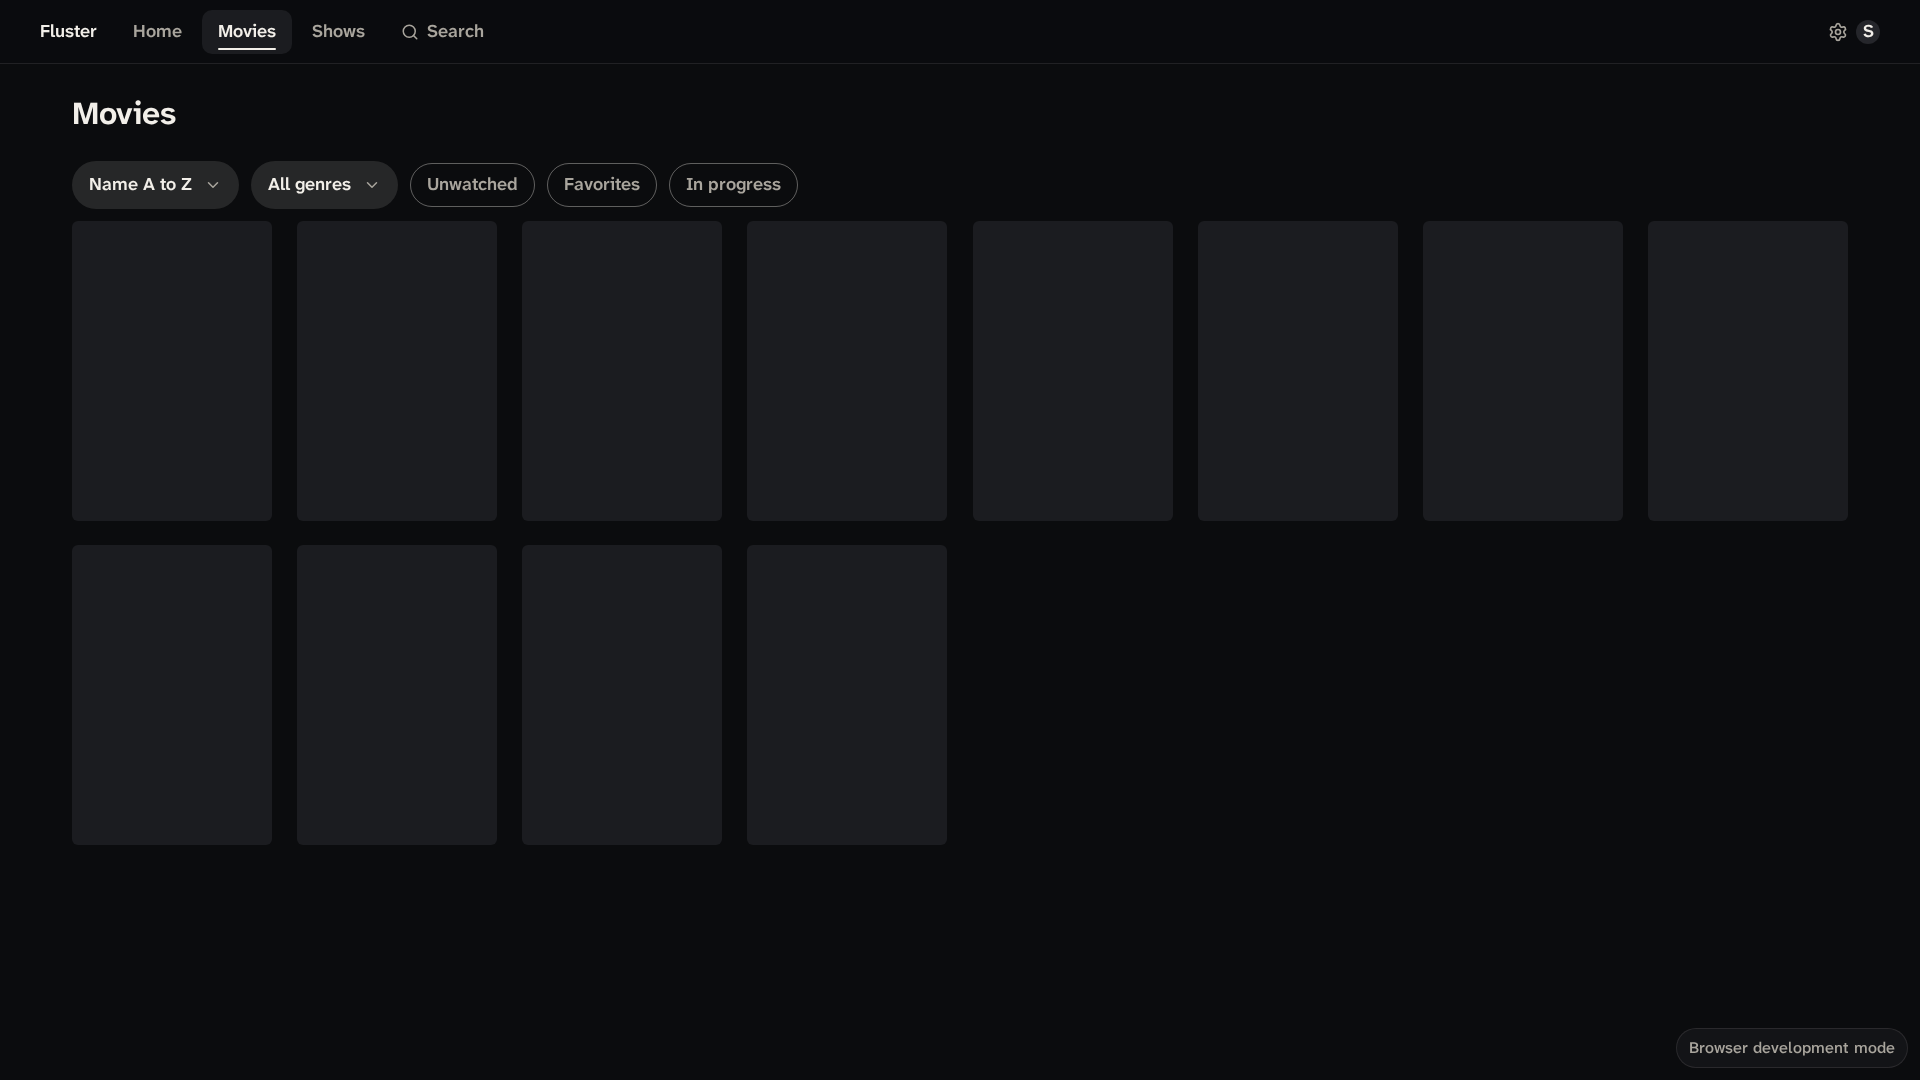 Fluster Home Movies Shows Search S
Movies
Name A to Z All genres Unwatched Favorites In progress
Browser development mode